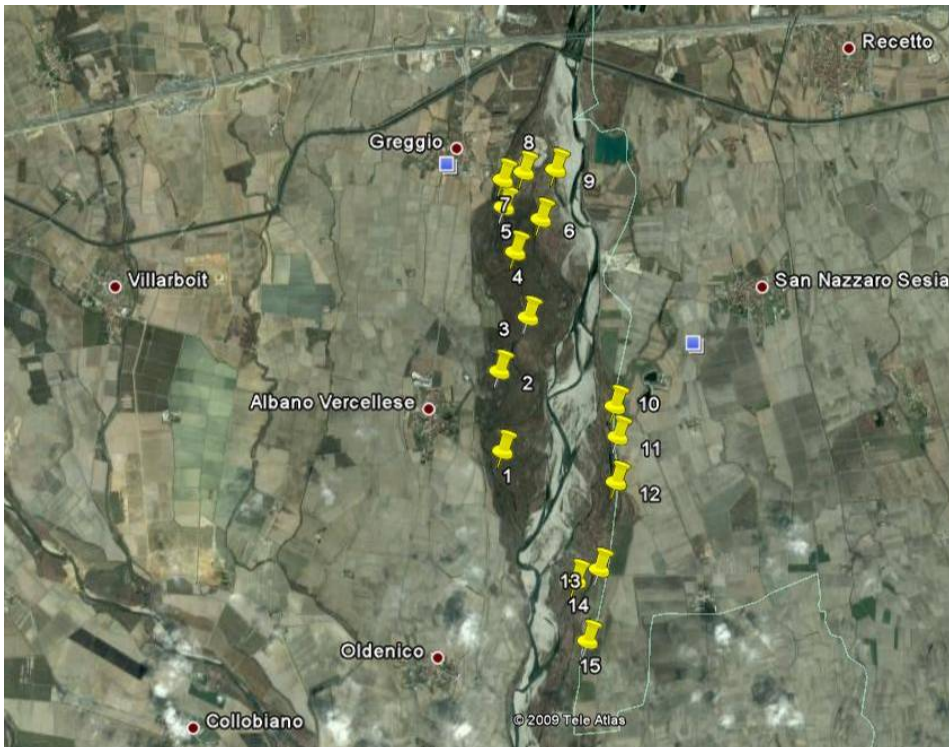 Recetto
Greggio
8
9
7
5
6
4
Villarboit
San Nazzaro Sesia
3
2
Albano Vercellese
10
11
1
12
13
14
Oldenico
15
Collobiano
© 2009 Tele Atlas